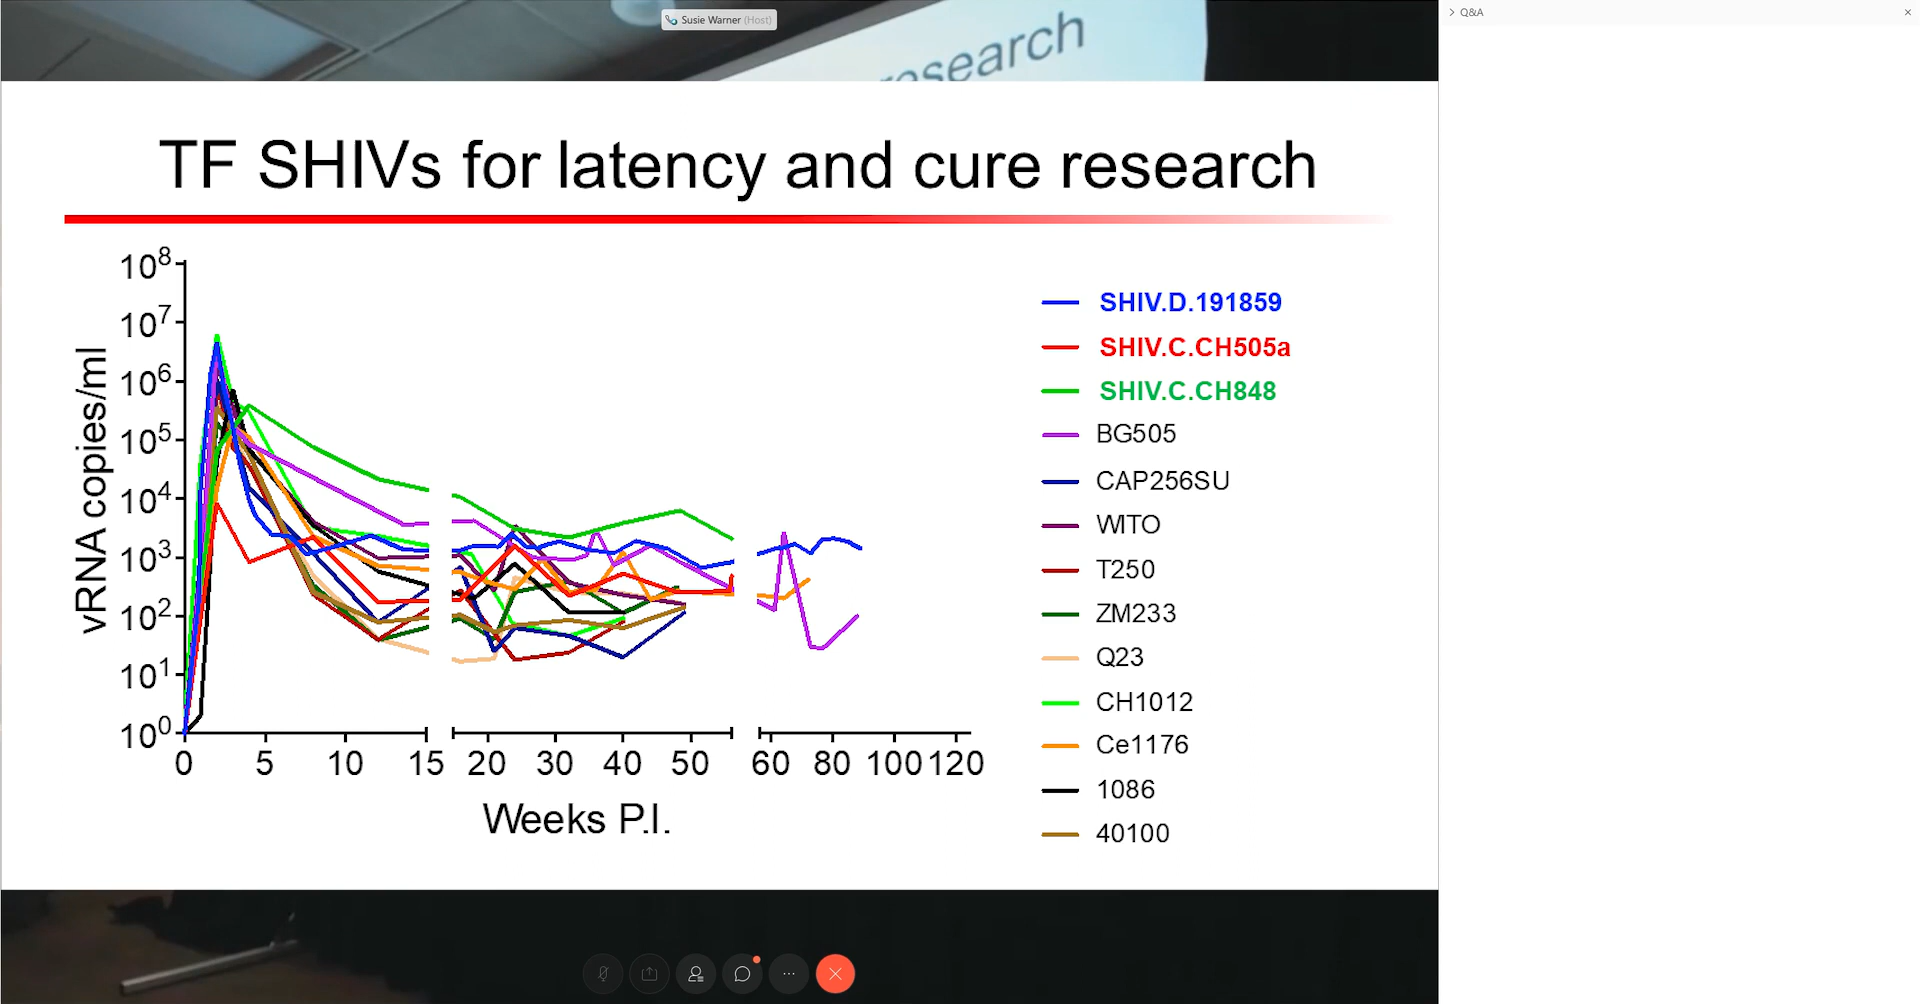 Susie Warner (Host)
Q&A
research
TF SHIVs for latency and cure research
10^8
10^7
10^6
10^5
10^4
10^3
10^2
10^1
10^0
vRNA copies/ml
0 5 10 15 20 30 40 50 60 80 100 120
Weeks P.I.
SHIV.D.191859
SHIV.C.CH505a
SHIV.C.CH848
BG505
CAP256SU
WITO
T250
ZM233
Q23
CH1012
Ce1176
1086
40100